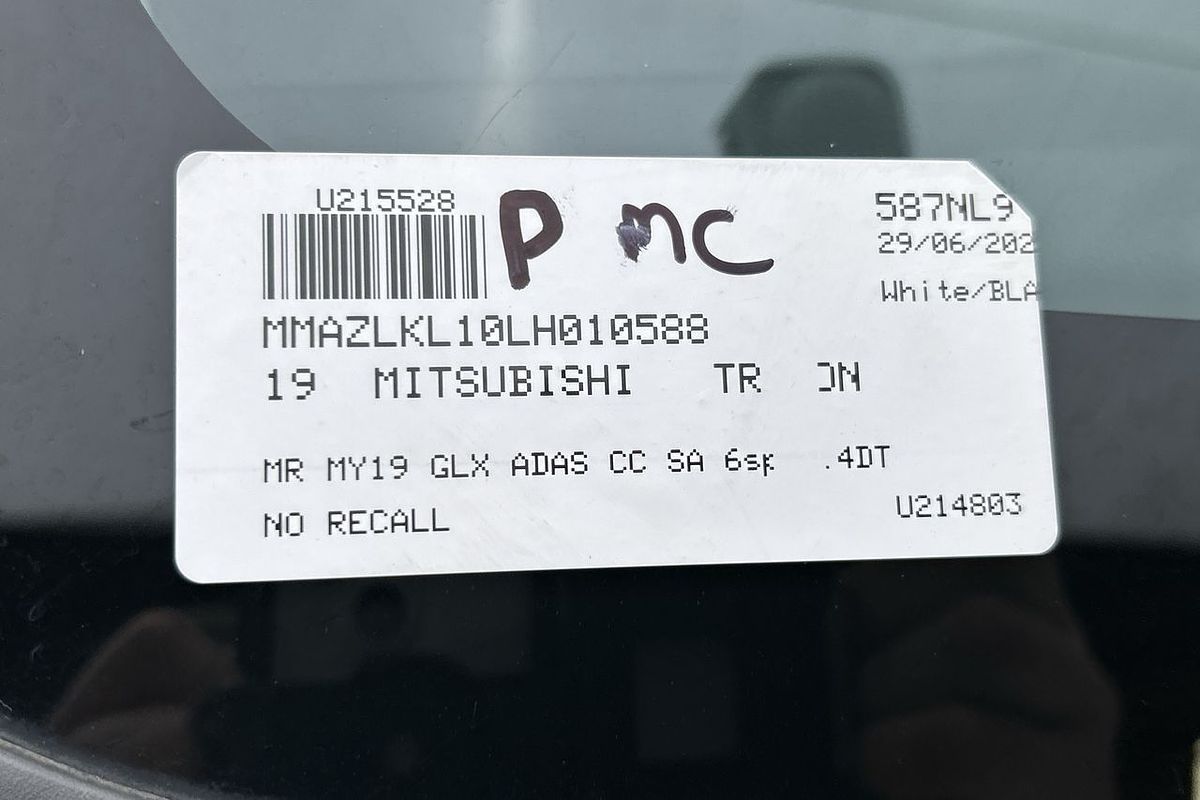 U215528
P mc
587NL9
29/06/202
White/BLA
MMAZLKL10LH010588
19 MITSUBISHI TR ON
MR MY19 GLX ADAS CC SA 6sp .4DT
NO RECALL
U214803